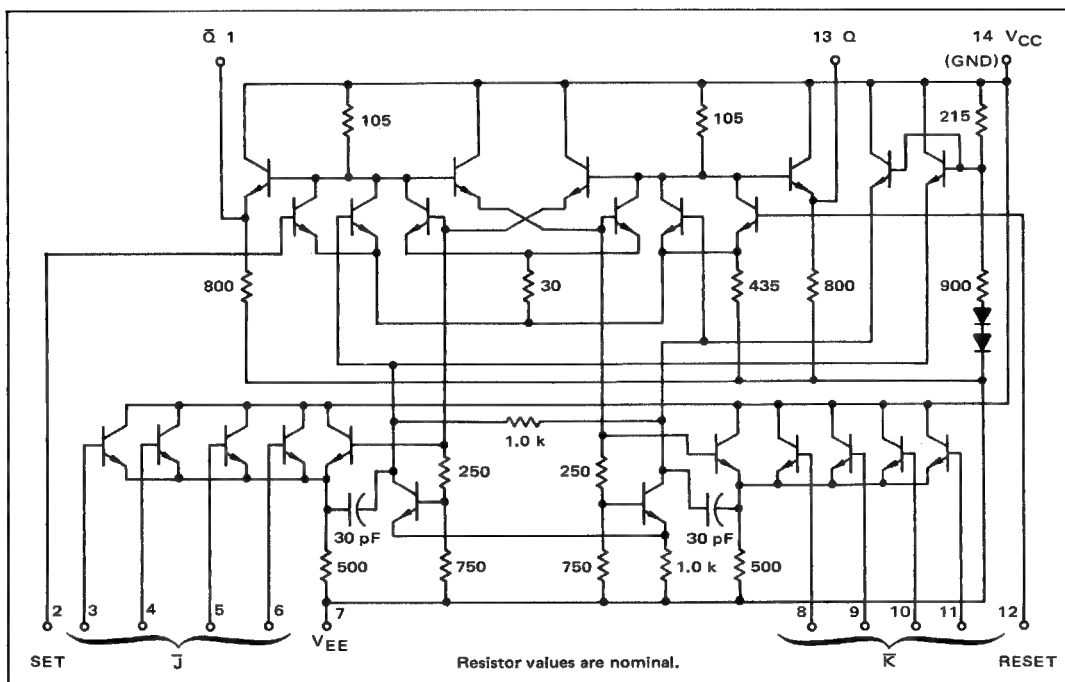 Q̄ 1
13 Q
14 VCC
(GND)
105
105
215
800
30
435
800
900
1.0 k
250
250
30 pF
30 pF
500
750
750
1.0 k
500
2
3
4
5
6
7
8
9
10
11
12
SET
J̄
VEE
K̄
RESET
Resistor values are nominal.